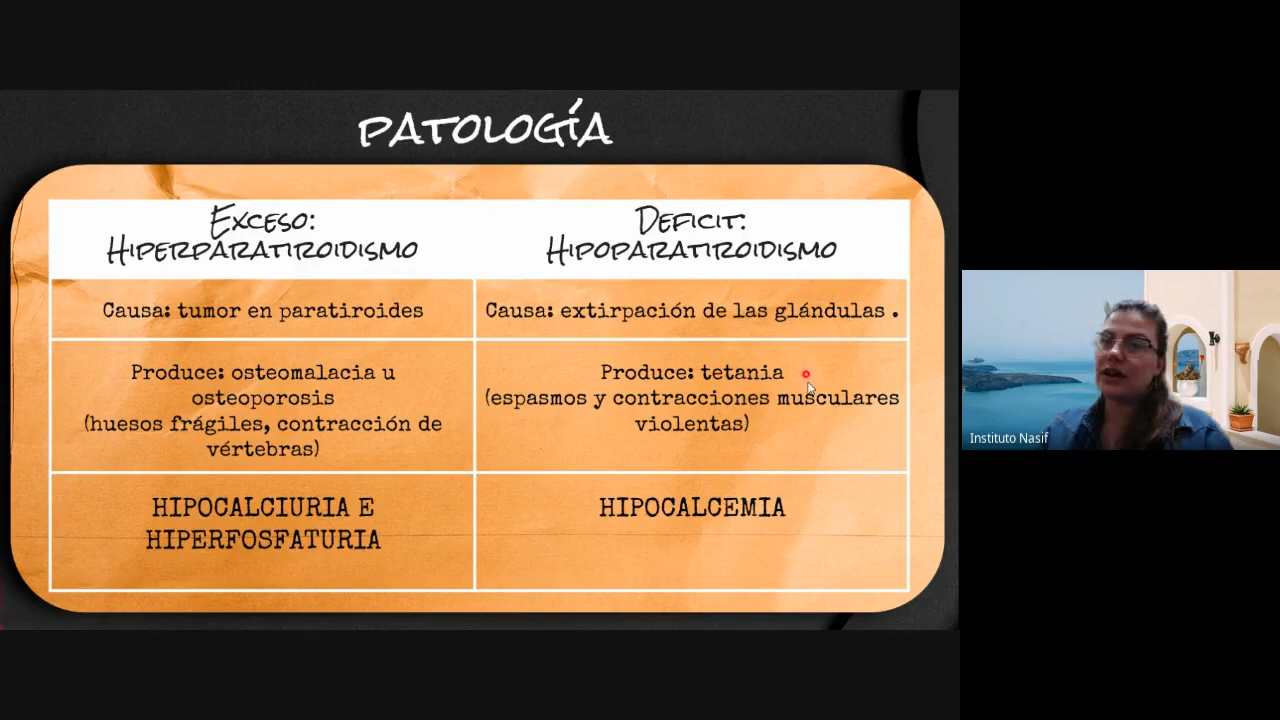 PATOLOGÍA
EXCESO:
HIPERPARATIROIDISMO
DEFICIT:
HIPOPARATIROIDISMO
Causa: tumor en paratiroides
Causa: extirpación de las glándulas .
Produce: osteomalacia u
osteoporosis
(huesos frágiles, contracción de
vértebras)
Produce: tetania
(espasmos y contracciones musculares
violentas)
HIPOCALCIURIA E
HIPERFOSFATURIA
HIPOCALCEMIA
Instituto Nasif